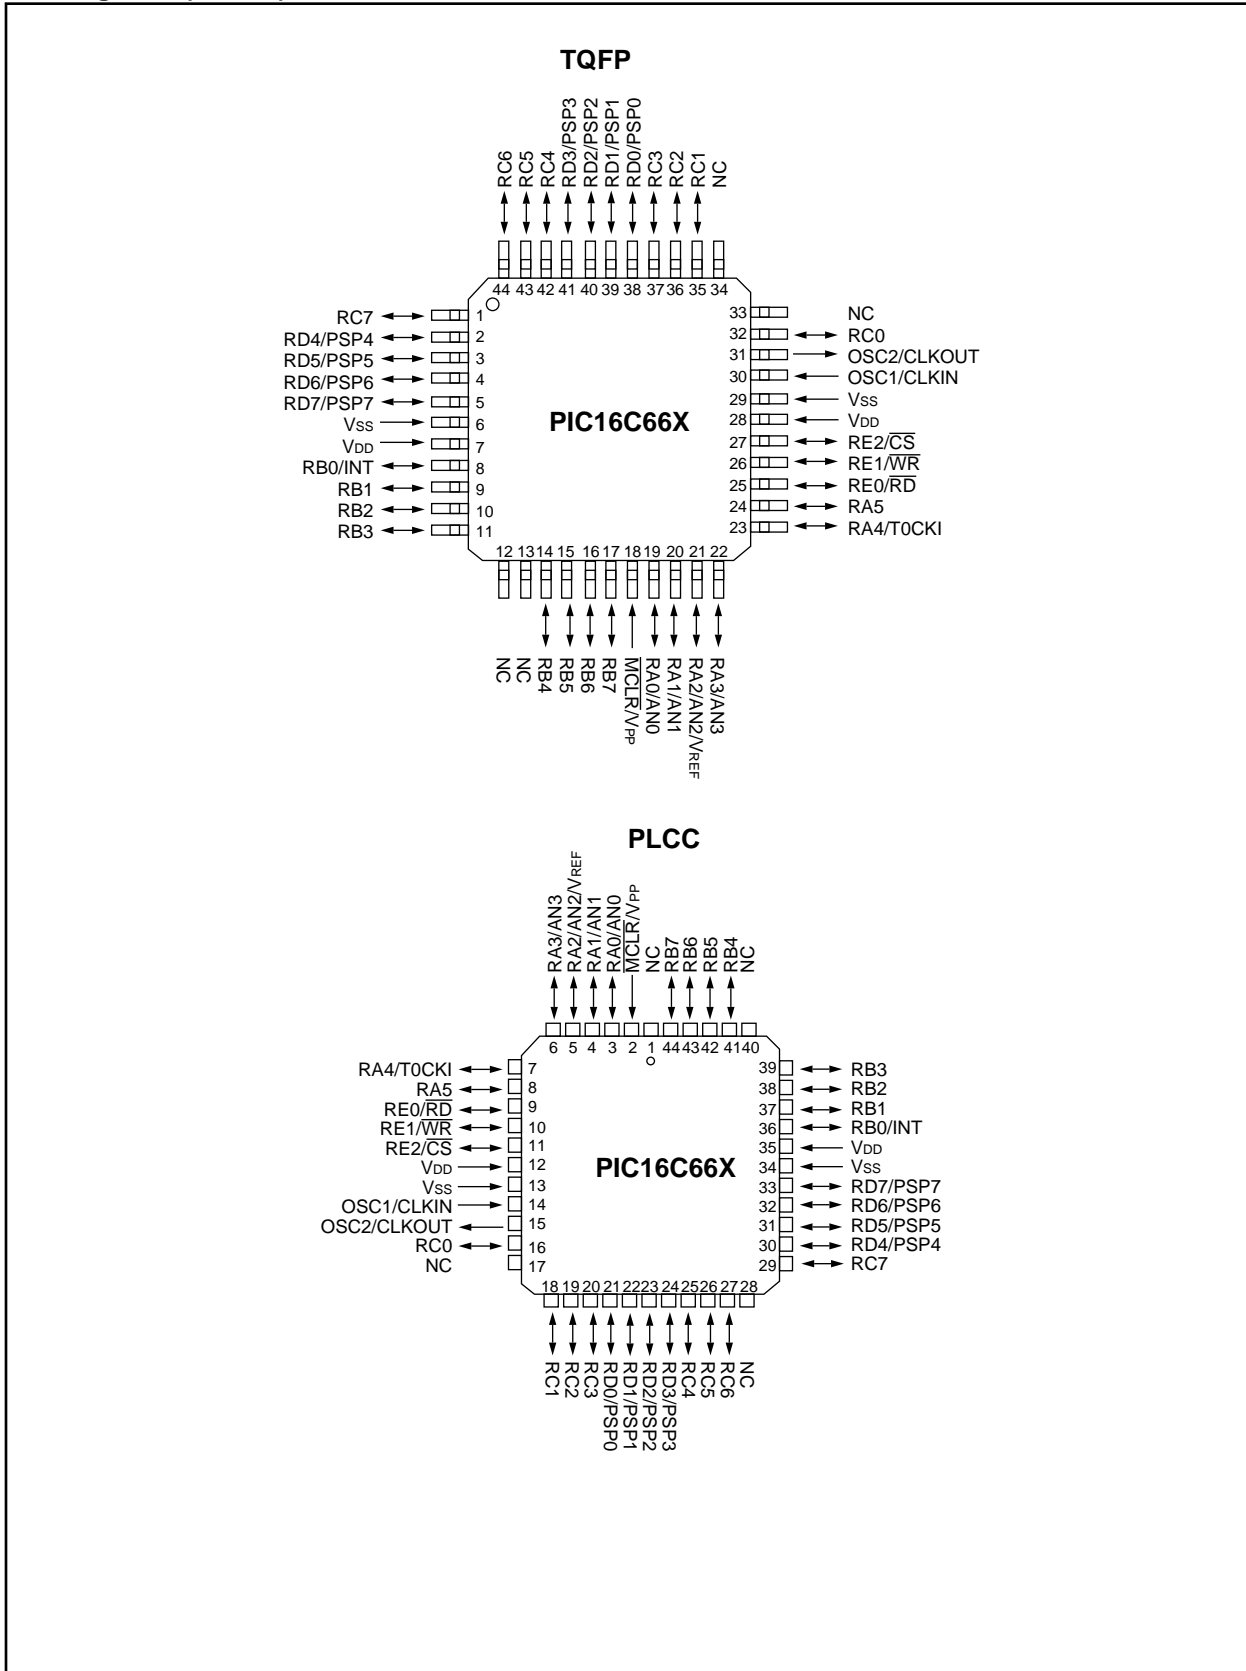 TQFP
RC6
RC5
RC4
RD3/PSP3
RD2/PSP2
RD1/PSP1
RD0/PSP0
RC3
RC2
RC1
NC
44 43 42 41 40 39 38 37 36 35 34
RC7 1
RD4/PSP4 2
RD5/PSP5 3
RD6/PSP6 4
RD7/PSP7 5
VSS 6
VDD 7
RB0/INT 8
RB1 9
RB2 10
RB3 11
PIC16C66X
33 NC
32 RC0
31 OSC2/CLKOUT
30 OSC1/CLKIN
29 VSS
28 VDD
27 RE2/CS
26 RE1/WR
25 RE0/RD
24 RA5
23 RA4/T0CKI
12 13 14 15 16 17 18 19 20 21 22
NC
NC
RB4
RB5
RB6
RB7
MCLR/VPP
RA0/AN0
RA1/AN1
RA2/AN2/VREF
RA3/AN3
PLCC
RA3/AN3
RA2/AN2/VREF
RA1/AN1
RA0/AN0
MCLR/VPP
NC
RB7
RB6
RB5
RB4
NC
6 5 4 3 2 1 44 43 42 41 40
RA4/T0CKI 7
RA5 8
RE0/RD 9
RE1/WR 10
RE2/CS 11
VDD 12
VSS 13
OSC1/CLKIN 14
OSC2/CLKOUT 15
RC0 16
NC 17
PIC16C66X
39 RB3
38 RB2
37 RB1
36 RB0/INT
35 VDD
34 VSS
33 RD7/PSP7
32 RD6/PSP6
31 RD5/PSP5
30 RD4/PSP4
29 RC7
18 19 20 21 22 23 24 25 26 27 28
RC1
RC2
RC3
RD0/PSP0
RD1/PSP1
RD2/PSP2
RD3/PSP3
RC4
RC5
RC6
NC